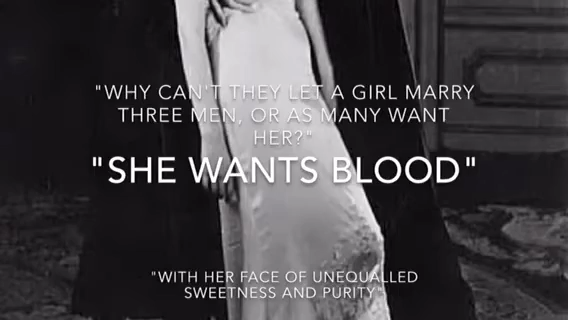 "WHY CAN'T THEY LET A GIRL MARRY
THREE MEN, OR AS MANY WANT
HER?"
"SHE WANTS BLOOD"
"WITH HER FACE OF UNEQUALLED
SWEETNESS AND PURITY"